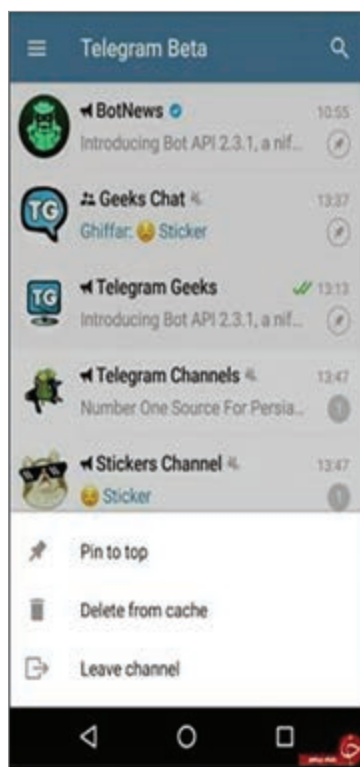 Telegram Beta
BotNews 10:55
Introducing Bot API 2.3.1, a nif...
TG Geeks Chat 13:37
Ghiffar: 😣 Sticker
TG Telegram Geeks 13:13
Introducing Bot API 2.3.1, a nif...
Telegram Channels 13:47
Number One Source For Persia... 1
Stickers Channel 13:47
😣 Sticker 1
Pin to top
Delete from cache
Leave channel